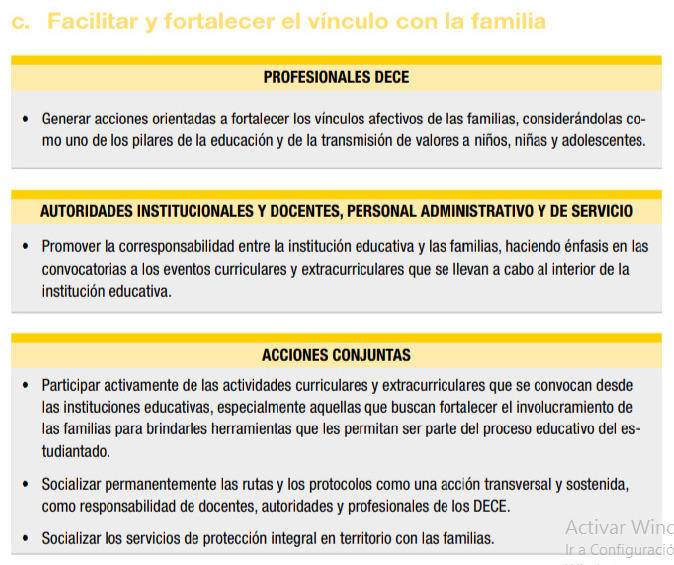 c. Facilitar y fortalecer el vínculo con la familia
PROFESIONALES DECE
• Generar acciones orientadas a fortalecer los vínculos afectivos de las familias, considerándolas co-
mo uno de los pilares de la educación y de la transmisión de valores a niños, niñas y adolescentes.
AUTORIDADES INSTITUCIONALES Y DOCENTES, PERSONAL ADMINISTRATIVO Y DE SERVICIO
• Promover la corresponsabilidad entre la institución educativa y las familias, haciendo énfasis en las
convocatorias a los eventos curriculares y extracurriculares que se llevan a cabo al interior de la
institución educativa.
ACCIONES CONJUNTAS
• Participar activamente de las actividades curriculares y extracurriculares que se convocan desde
las instituciones educativas, especialmente aquellas que buscan fortalecer el involucramiento de
las familias para brindarles herramientas que les permitan ser parte del proceso educativo del es-
tudiantado.
• Socializar permanentemente las rutas y los protocolos como una acción transversal y sostenida,
como responsabilidad de docentes, autoridades y profesionales de los DECE.
• Socializar los servicios de protección integral en territorio con las familias.
Activar Winc
Ir a Configuració